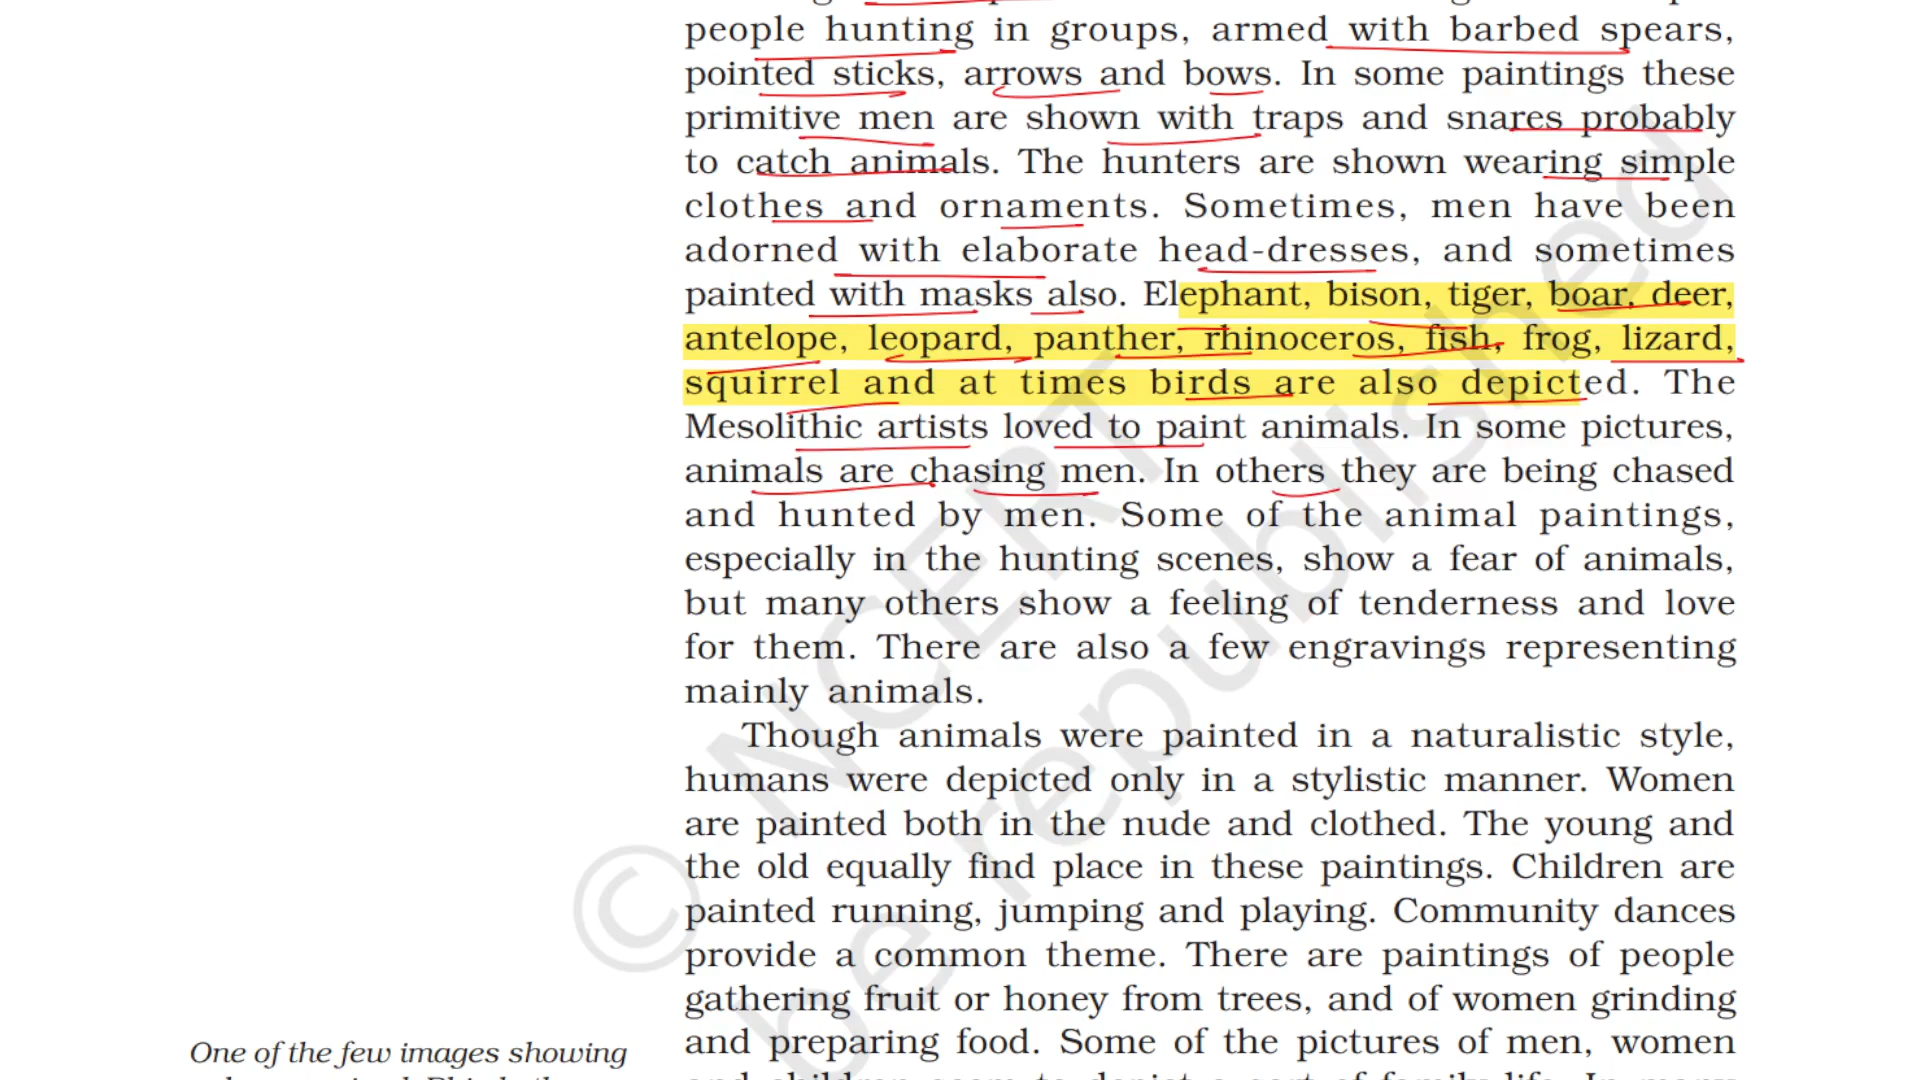 people hunting in groups, armed with barbed spears,
pointed sticks, arrows and bows. In some paintings these
primitive men are shown with traps and snares probably
to catch animals. The hunters are shown wearing simple
clothes and ornaments. Sometimes, men have been
adorned with elaborate head-dresses, and sometimes
painted with masks also. Elephant, bison, tiger, boar, deer,
antelope, leopard, panther, rhinoceros, fish, frog, lizard,
squirrel and at times birds are also depicted. The
Mesolithic artists loved to paint animals. In some pictures,
animals are chasing men. In others they are being chased
and hunted by men. Some of the animal paintings,
especially in the hunting scenes, show a fear of animals,
but many others show a feeling of tenderness and love
for them. There are also a few engravings representing
mainly animals.
Though animals were painted in a naturalistic style,
humans were depicted only in a stylistic manner. Women
are painted both in the nude and clothed. The young and
the old equally find place in these paintings. Children are
painted running, jumping and playing. Community dances
provide a common theme. There are paintings of people
gathering fruit or honey from trees, and of women grinding
and preparing food. Some of the pictures of men, women
One of the few images showing
© NCERT
be republished